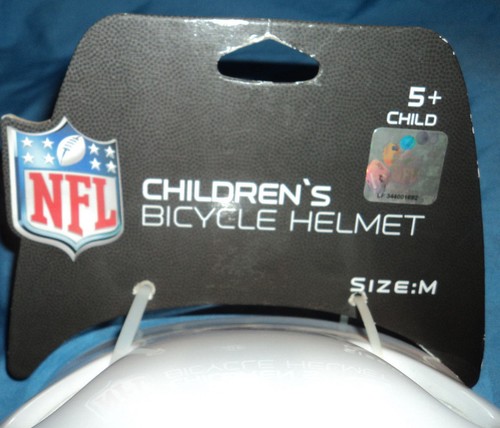 5+
CHILD
NFL
CHILDREN`S
BICYCLE HELMET
SIZE:M